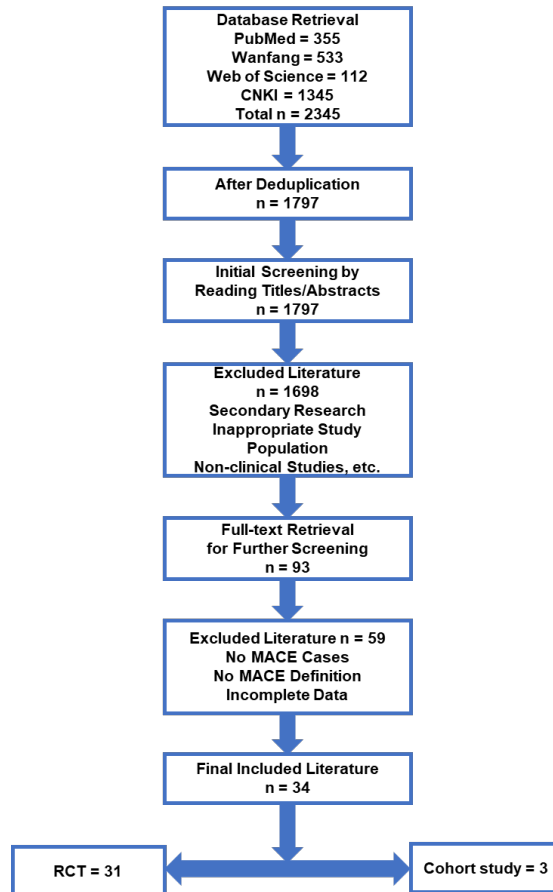 Database Retrieval
PubMed = 355
Wanfang = 533
Web of Science = 112
CNKI = 1345
Total n = 2345
After Deduplication
n = 1797
Initial Screening by
Reading Titles/Abstracts
n = 1797
Excluded Literature
n = 1698
Secondary Research
Inappropriate Study
Population
Non-clinical Studies, etc.
Full-text Retrieval
for Further Screening
n = 93
Excluded Literature n = 59
No MACE Cases
No MACE Definition
Incomplete Data
Final Included Literature
n = 34
RCT = 31
Cohort study = 3